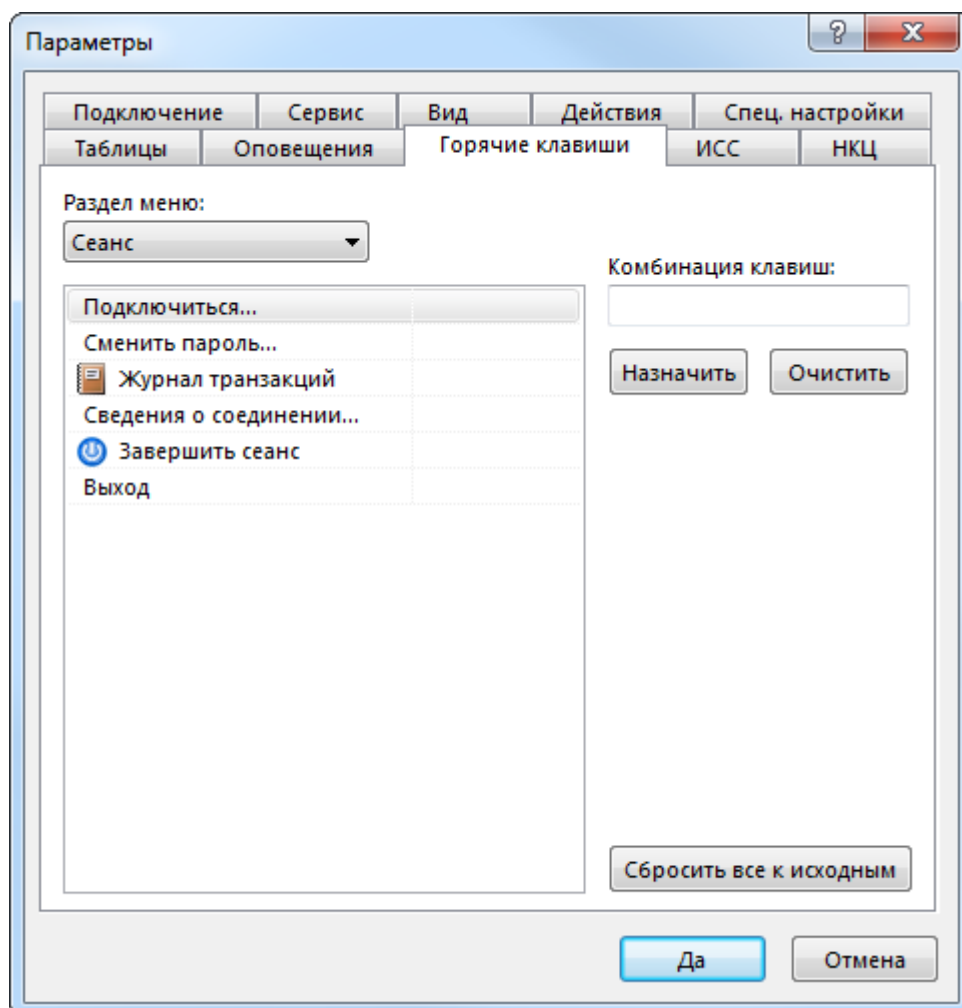 Параметры
Подключение Сервис Вид Действия Спец. настройки
Таблицы Оповещения Горячие клавиши ИСС НКЦ
Раздел меню:
Сеанс
Комбинация клавиш:
Подключиться...
Сменить пароль...
Журнал транзакций
Назначить Очистить
Сведения о соединении...
Завершить сеанс
Выход
Сбросить все к исходным
Да Отмена